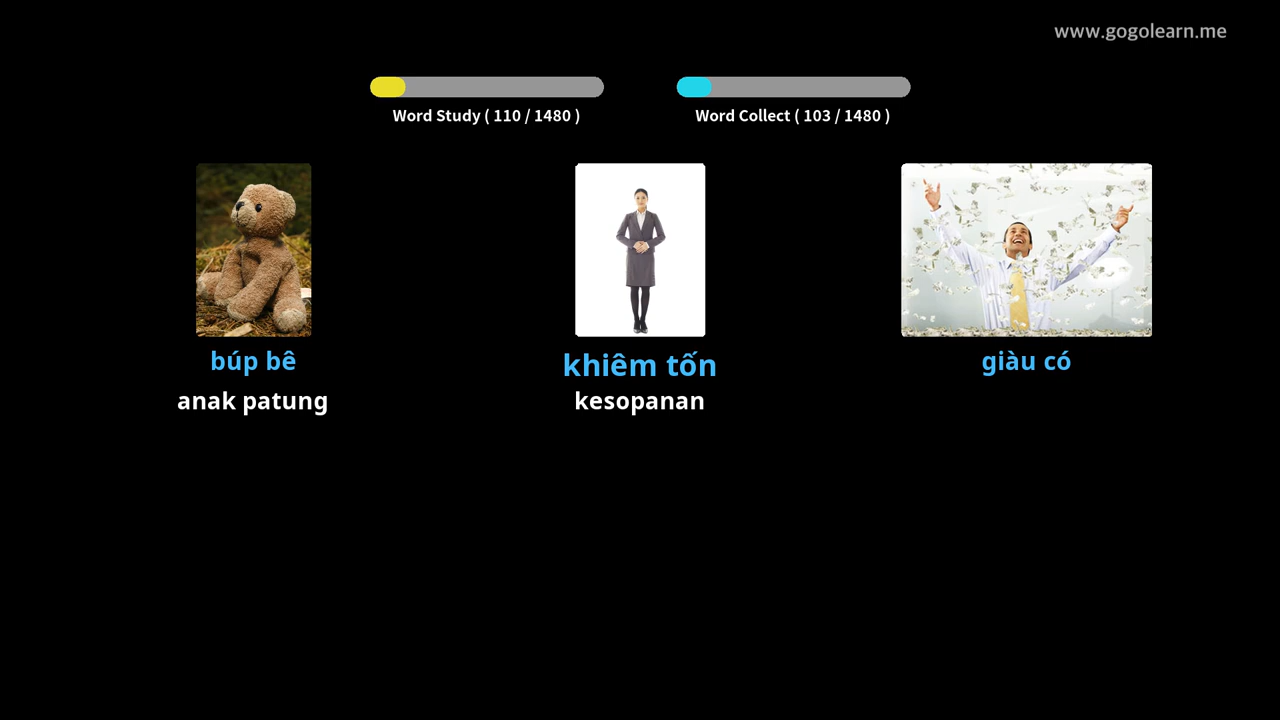 www.gogolearn.me
Word Study ( 110 / 1480 )
Word Collect ( 103 / 1480 )
búp bê
khiêm tốn
giàu có
anak patung
kesopanan